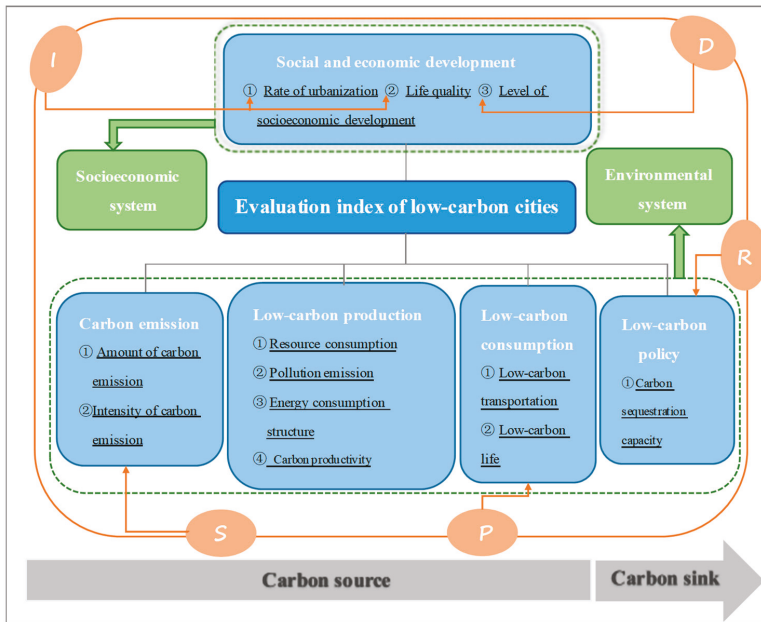 I
D
Social and economic development
① Rate of urbanization ② Life quality ③ Level of
socioeconomic development
Socioeconomic
system
Environmental
system
Evaluation index of low-carbon cities
R
Carbon emission
① Amount of carbon
emission
②Intensity of carbon
emission
Low-carbon production
① Resource consumption
② Pollution emission
③ Energy consumption
structure
④ Carbon productivity
Low-carbon
consumption
① Low-carbon
transportation
② Low-carbon
life
Low-carbon
policy
①Carbon
sequestration
capacity
S
P
Carbon source
Carbon sink